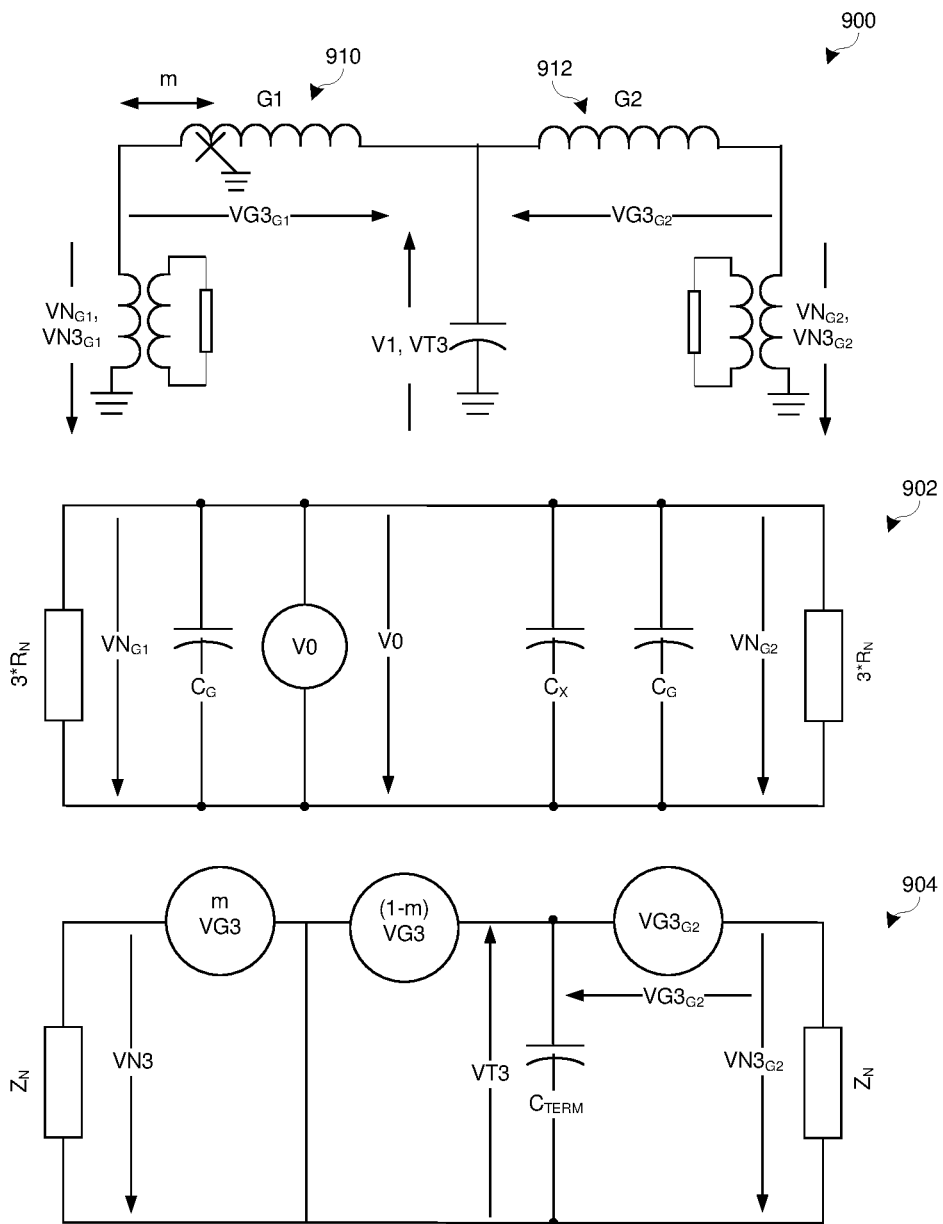 900
910
912
m
G1
G2
VG3G1
VG3G2
VNG1,
VN3G1
V1, VT3
VNG2,
VN3G2
902
3*RN
VNG1
CG
V0
V0
CX
CG
VNG2
3*RN
904
m
VG3
(1-m)
VG3
VG3G2
VG3G2
ZN
VN3
VT3
CTERM
VN3G2
ZN